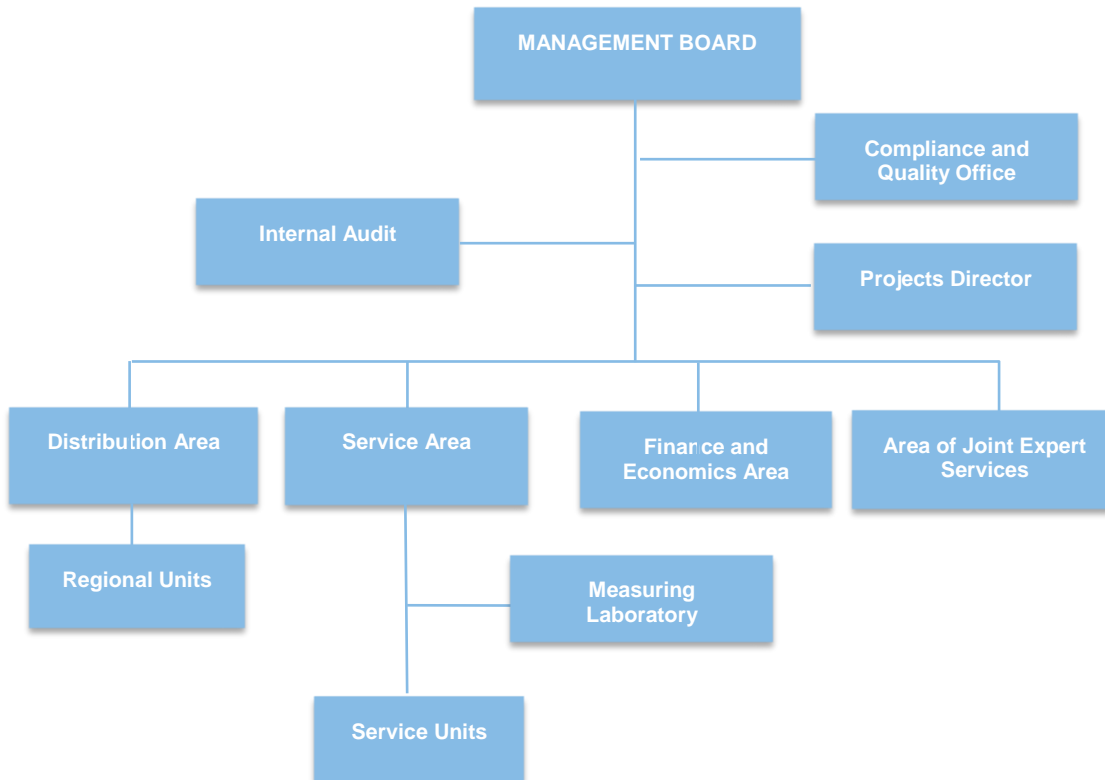 MANAGEMENT BOARD
Compliance and
Quality Office
Internal Audit
Projects Director
Distribution Area
Service Area
Finance and
Economics Area
Area of Joint Expert
Services
Regional Units
Measuring
Laboratory
Service Units